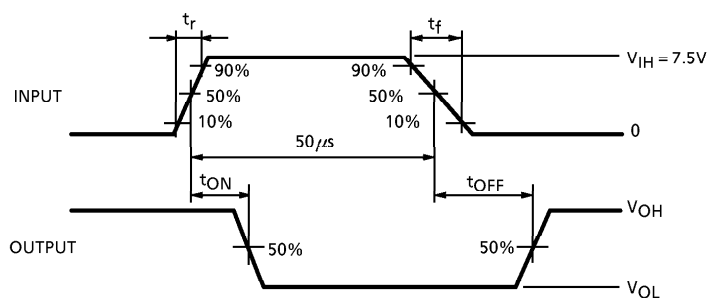 tr
tf
VIH = 7.5V
90%
90%
INPUT
50%
50%
10%
10%
0
50μs
tON
tOFF
VOH
OUTPUT
50%
50%
VOL